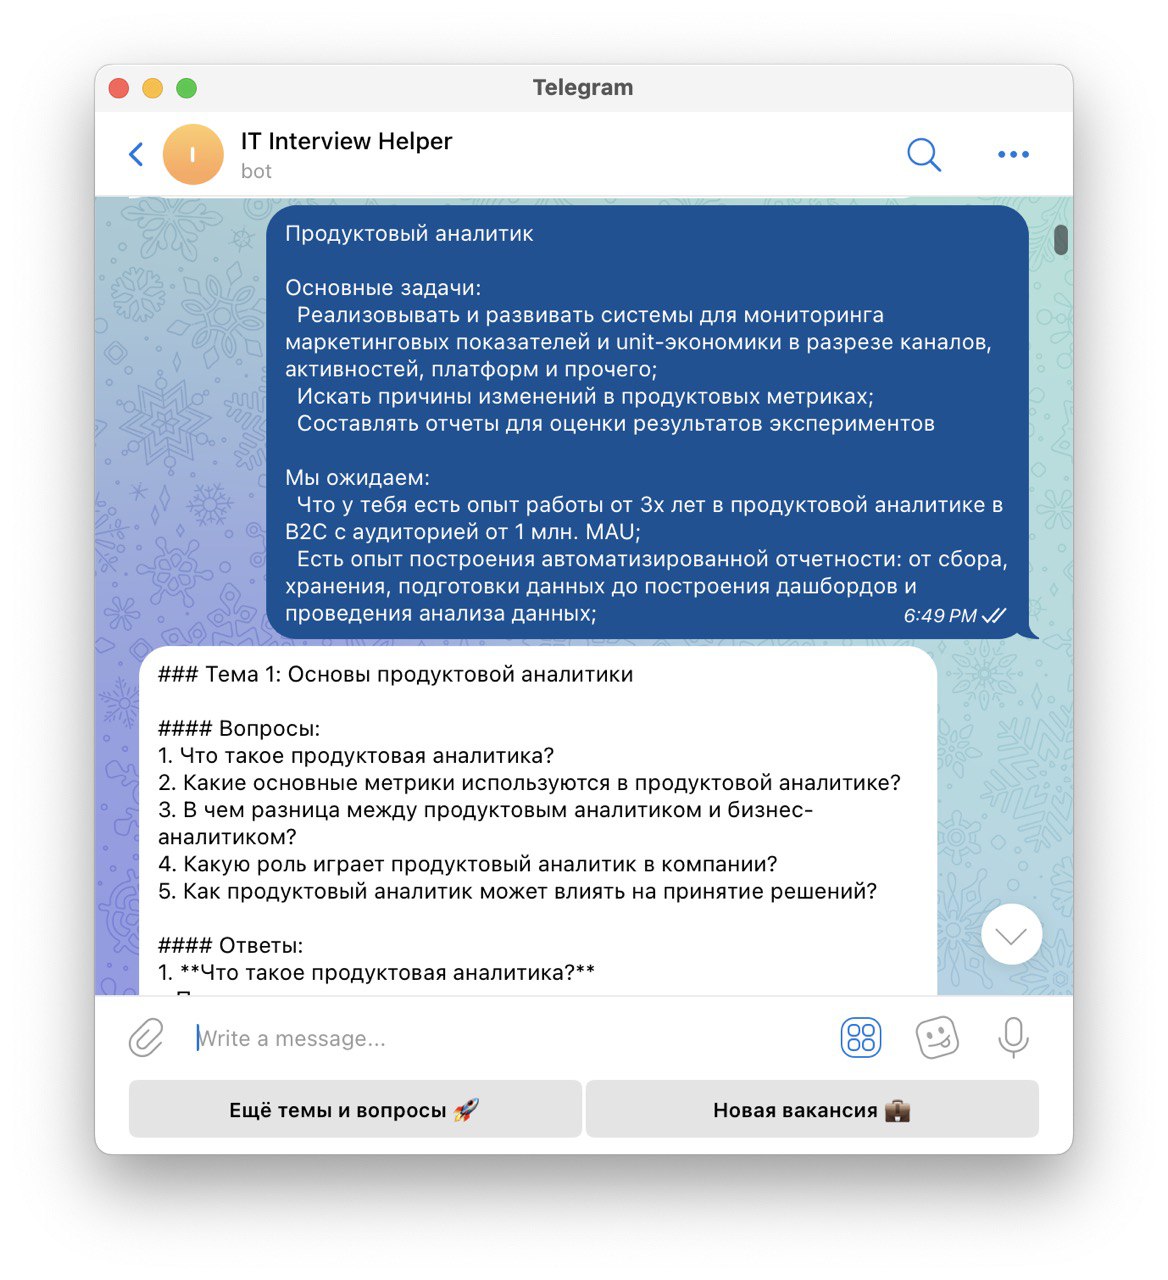 Telegram
I
IT Interview Helper
bot
Продуктовый аналитик
Основные задачи:
Реализовывать и развивать системы для мониторинга
маркетинговых показателей и unit-экономики в разрезе каналов,
активностей, платформ и прочего;
Искать причины изменений в продуктовых метриках;
Составлять отчеты для оценки результатов экспериментов
Мы ожидаем:
Что у тебя есть опыт работы от 3х лет в продуктовой аналитике в
B2C с аудиторией от 1 млн. MAU;
Есть опыт построения автоматизированной отчетности: от сбора,
хранения, подготовки данных до построения дашбордов и
проведения анализа данных;
6:49 PM
### Тема 1: Основы продуктовой аналитики
#### Вопросы:
1. Что такое продуктовая аналитика?
2. Какие основные метрики используются в продуктовой аналитике?
3. В чем разница между продуктовым аналитиком и бизнес-
аналитиком?
4. Какую роль играет продуктовый аналитик в компании?
5. Как продуктовый аналитик может влиять на принятие решений?
#### Ответы:
1. **Что такое продуктовая аналитика?**
Write a message...
Ещё темы и вопросы 🚀
Новая вакансия 💼